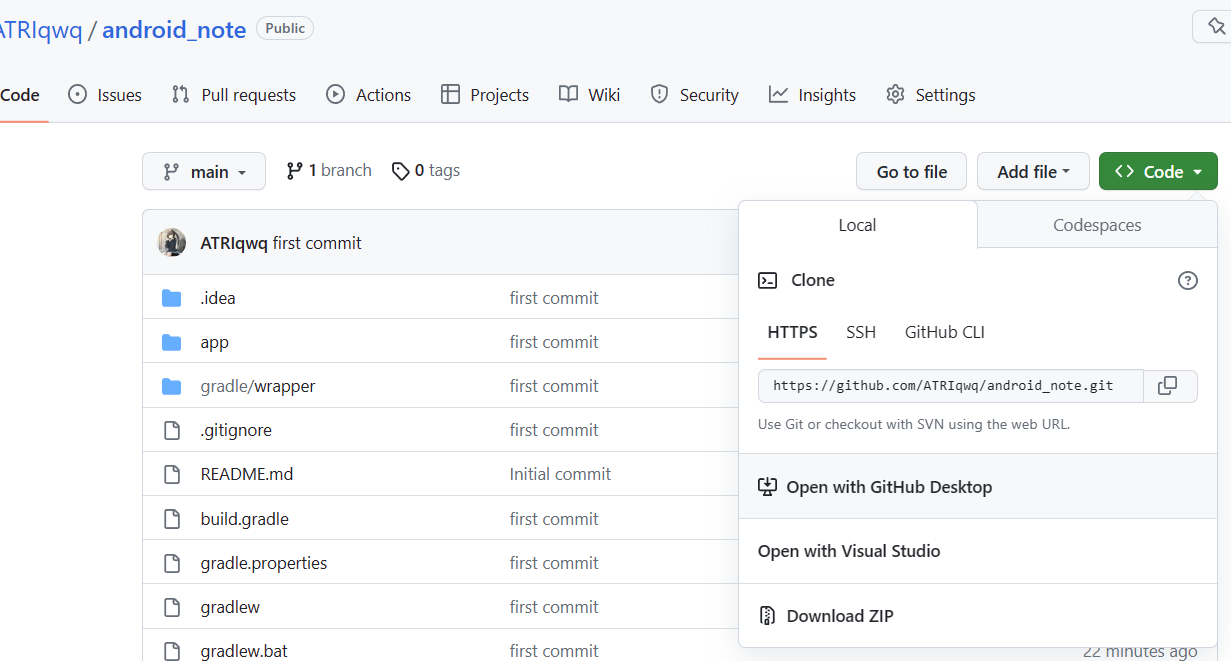 ATRIqwq / android_note Public
Code Issues Pull requests Actions Projects Wiki Security Insights Settings
main 1 branch 0 tags Go to file Add file Code
ATRIqwq first commit
.idea first commit
app first commit
gradle/wrapper first commit
.gitignore first commit
README.md Initial commit
build.gradle first commit
gradle.properties first commit
gradlew first commit
gradlew.bat first commit 22 minutes ago
Local Codespaces
Clone
HTTPS SSH GitHub CLI
https://github.com/ATRIqwq/android_note.git
Use Git or checkout with SVN using the web URL.
Open with GitHub Desktop
Open with Visual Studio
Download ZIP